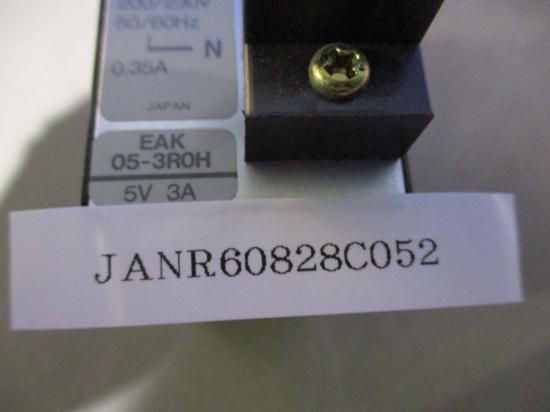 200/230V
50/60Hz
N
0.35A
JAPAN
EAK
05-3R0H
5V 3A
JANR60828C052